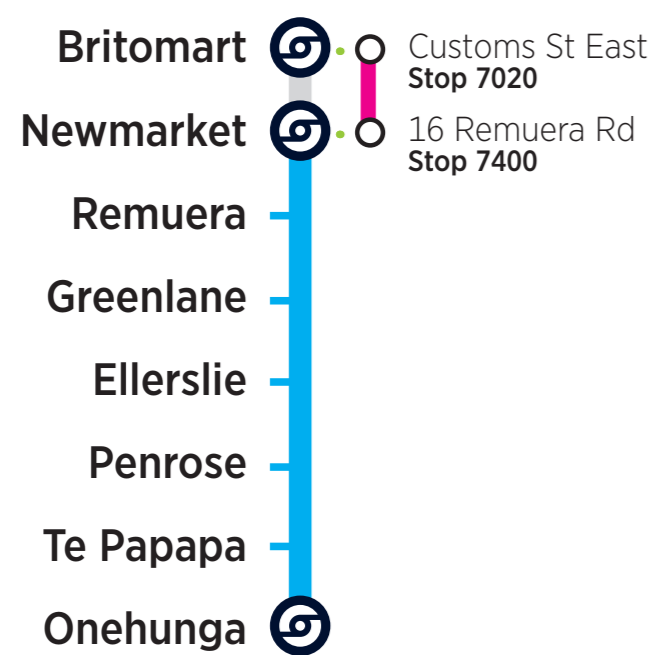 Britomart
Customs St East
Stop 7020
Newmarket
16 Remuera Rd
Stop 7400
Remuera
Greenlane
Ellerslie
Penrose
Te Papapa
Onehunga